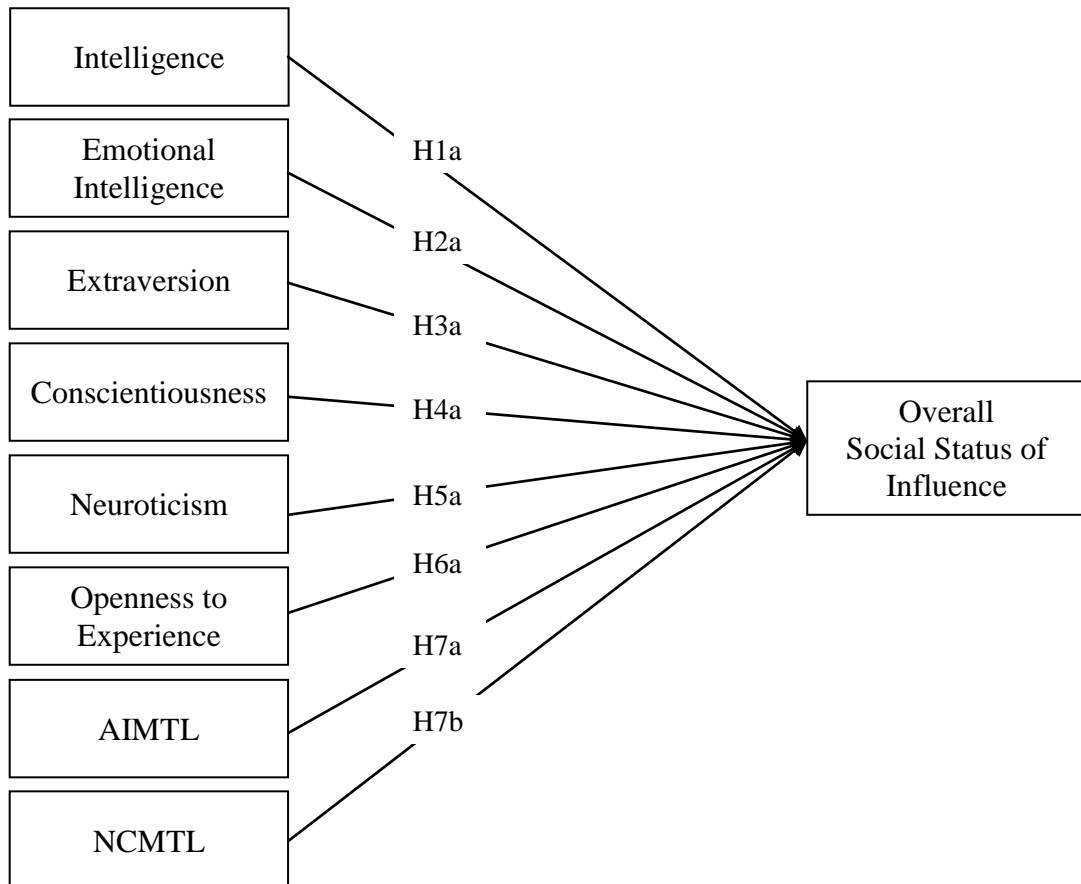 Intelligence
H1a
Emotional
Intelligence
H2a
Extraversion
H3a
Conscientiousness
H4a
Overall
Social Status of
Influence
Neuroticism
H5a
Openness to
Experience
H6a
AIMTL
H7a
NCMTL
H7b